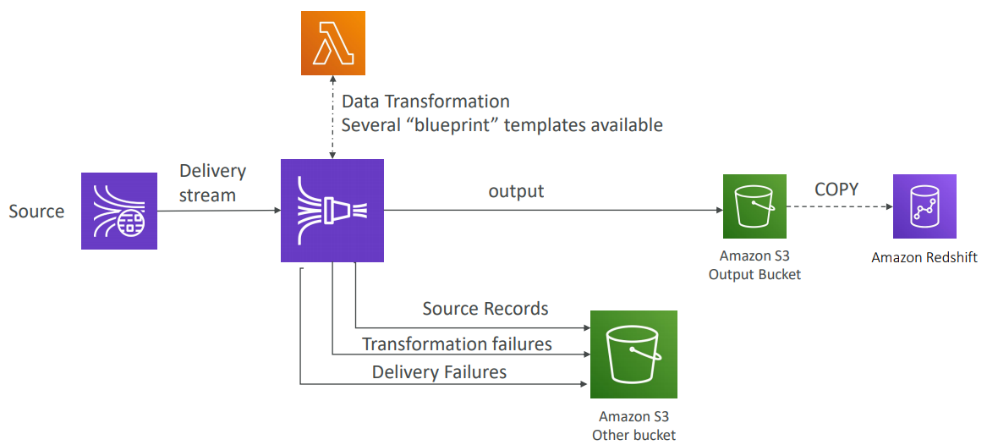 Data Transformation
Several “blueprint” templates available
Source
Delivery
stream
output
COPY
Amazon S3
Output Bucket
Amazon Redshift
Source Records
Transformation failures
Delivery Failures
Amazon S3
Other bucket